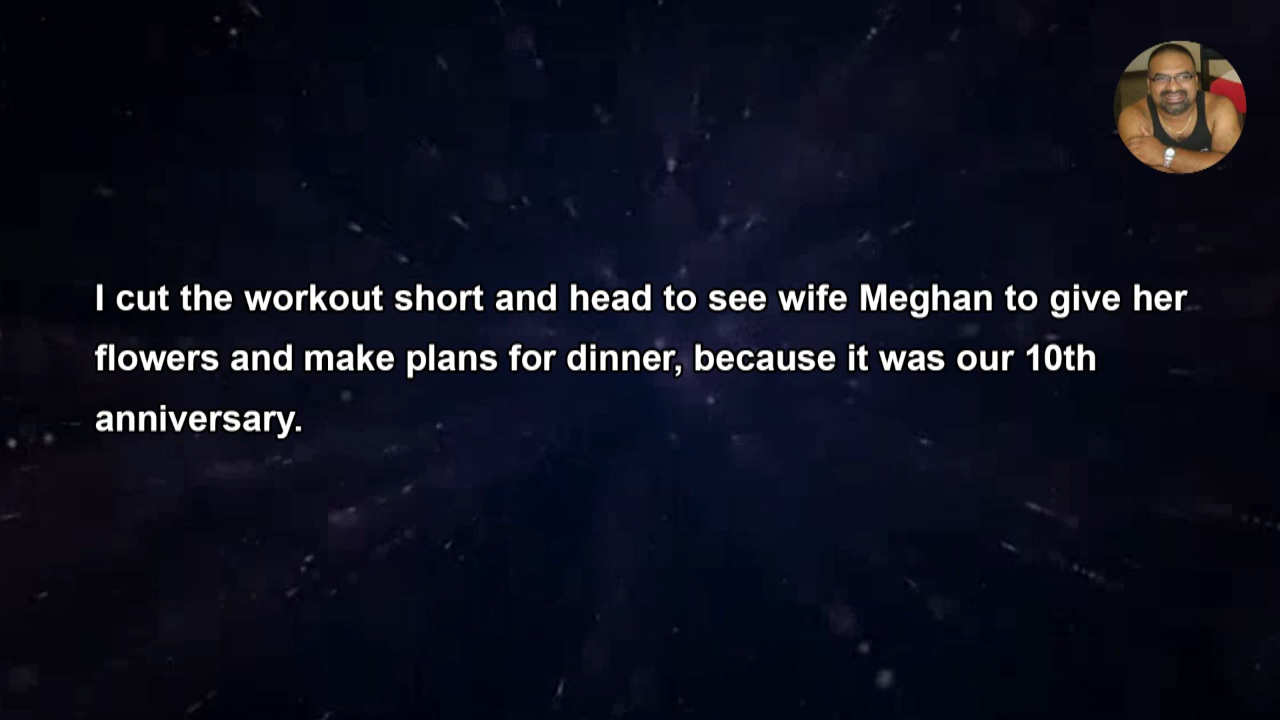 I cut the workout short and head to see wife Meghan to give her
flowers and make plans for dinner, because it was our 10th
anniversary.